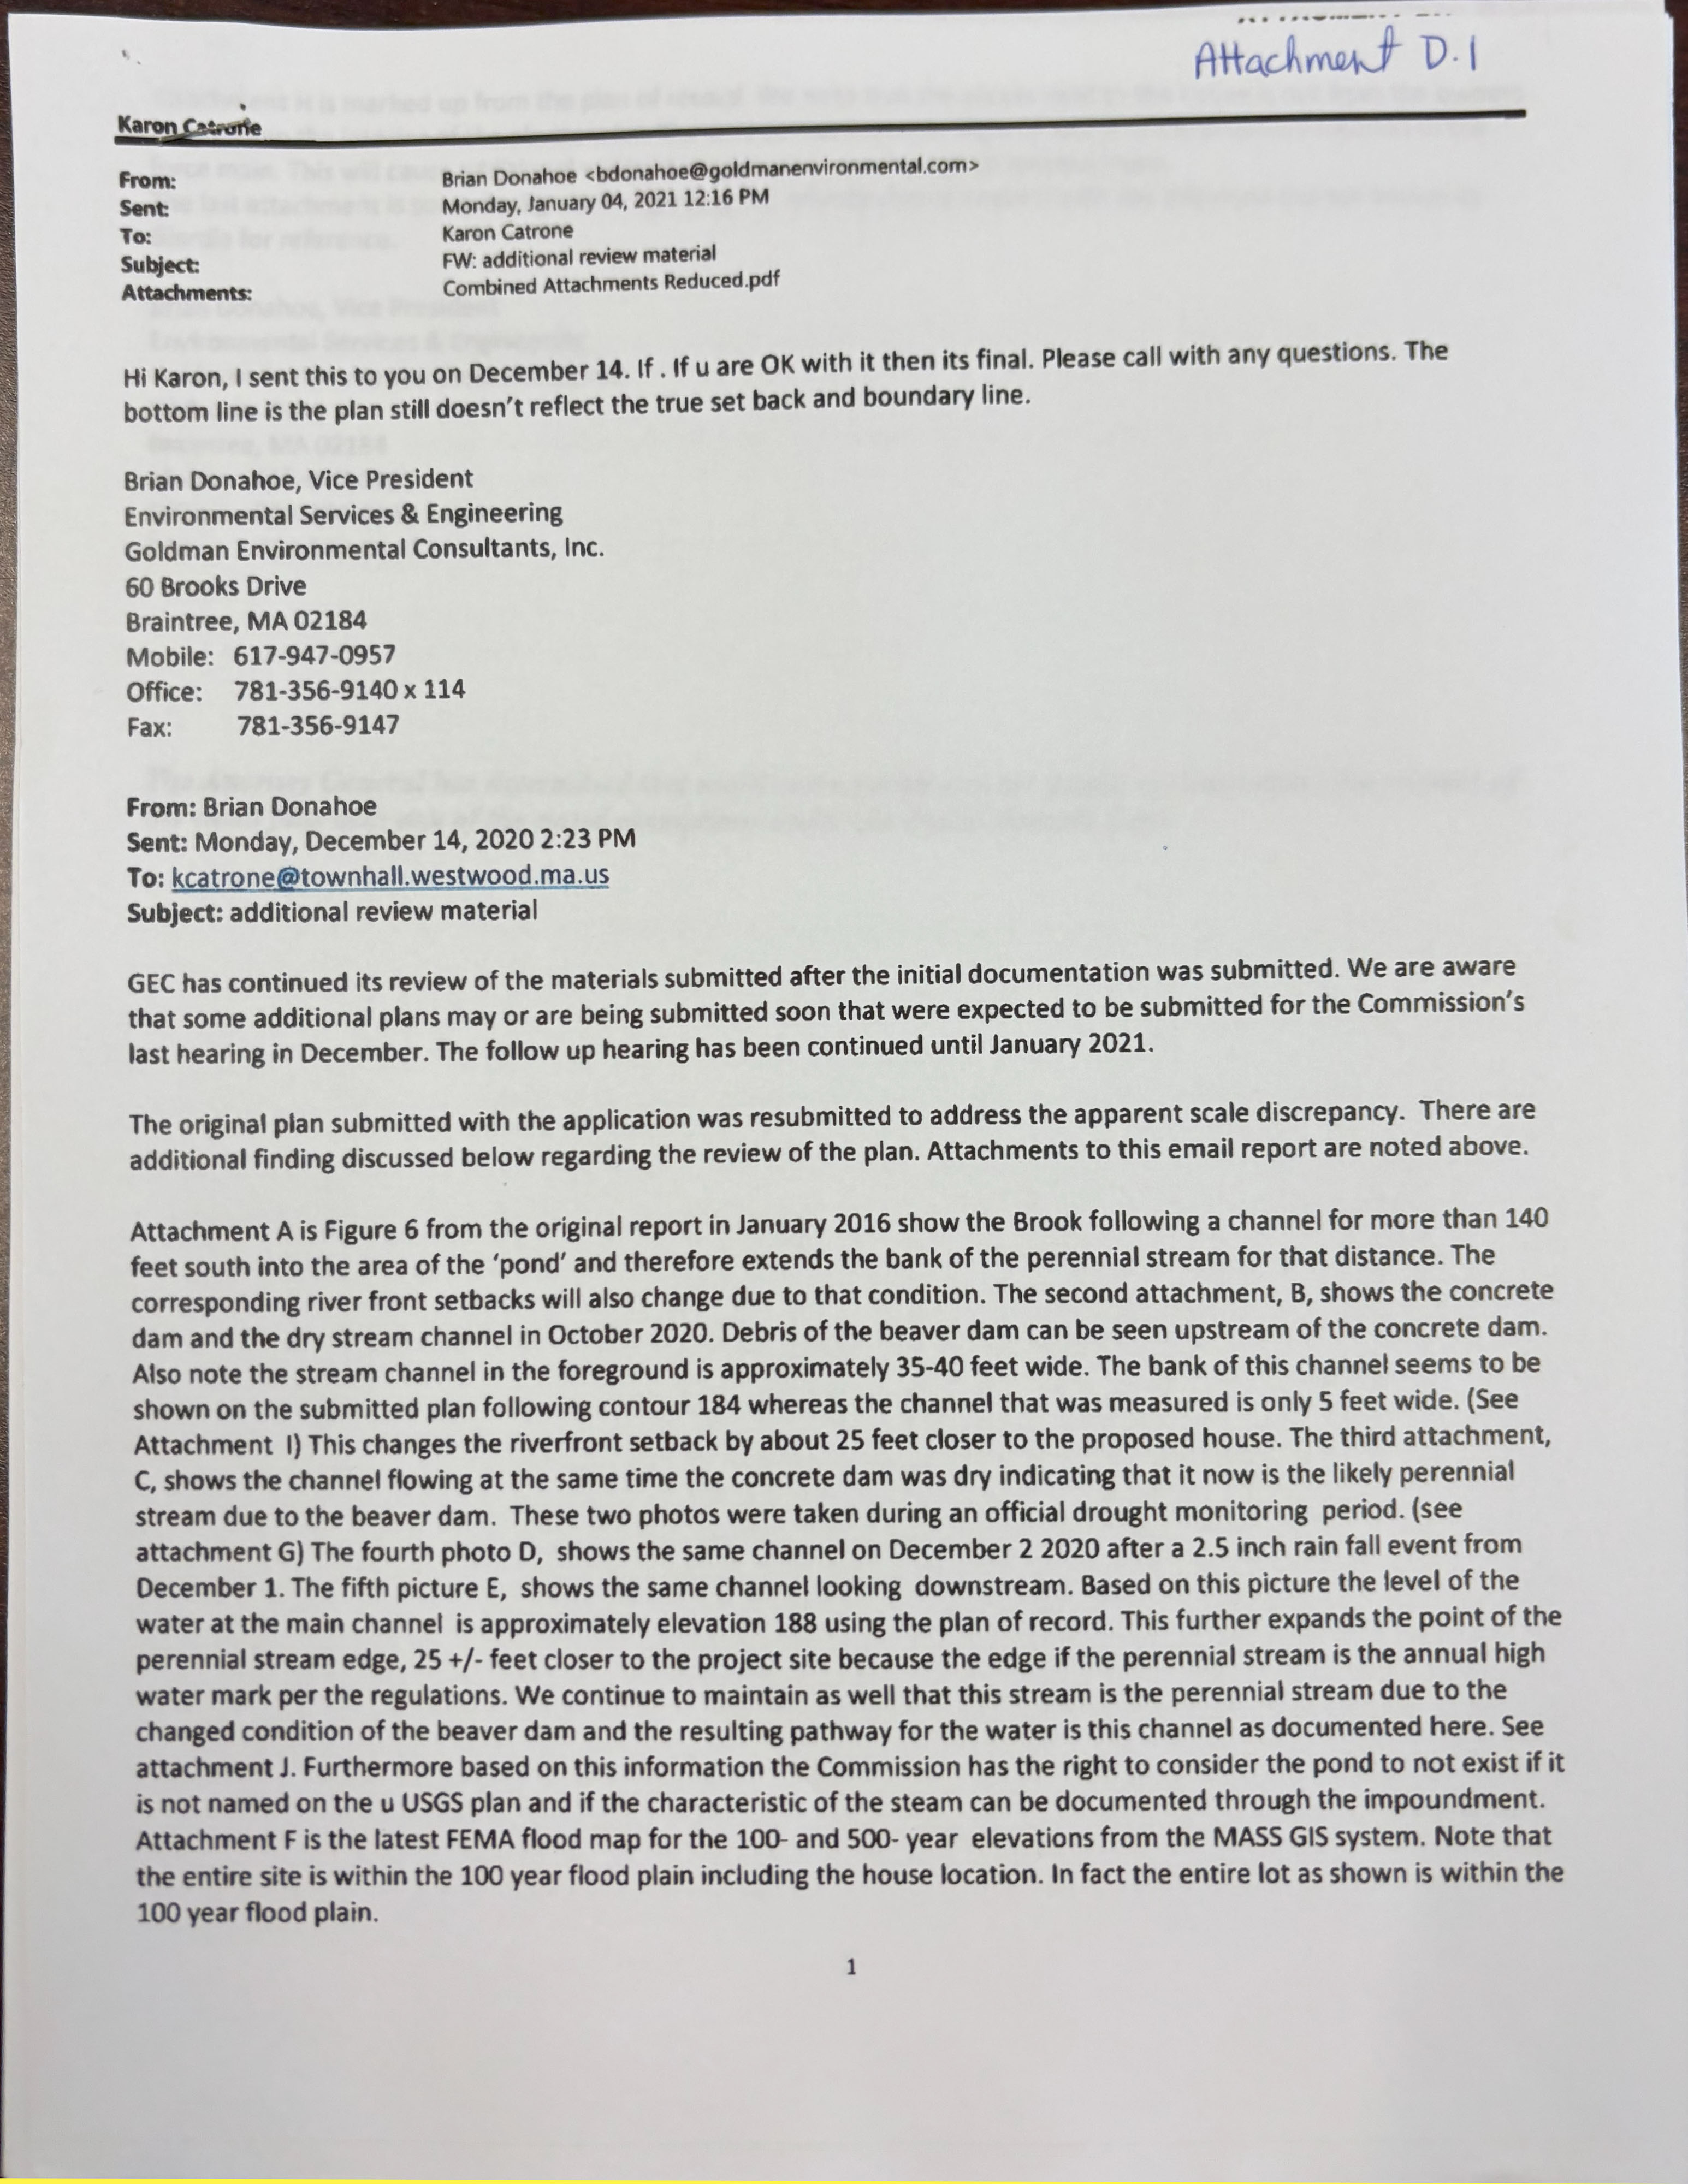 Attachment D.1
Karon Catrone
From: Brian Donahoe <bdonahoe@goldmanenvironmental.com>
Sent: Monday, January 04, 2021 12:16 PM
To: Karon Catrone
Subject: FW: additional review material
Attachments: Combined Attachments Reduced.pdf
Hi Karon, I sent this to you on December 14. If . If u are OK with it then its final. Please call with any questions. The
bottom line is the plan still doesn't reflect the true set back and boundary line.
Brian Donahoe, Vice President
Environmental Services & Engineering
Goldman Environmental Consultants, Inc.
60 Brooks Drive
Braintree, MA 02184
Mobile: 617-947-0957
Office: 781-356-9140 x 114
Fax: 781-356-9147
From: Brian Donahoe
Sent: Monday, December 14, 2020 2:23 PM
To: kcatrone@townhall.westwood.ma.us
Subject: additional review material
GEC has continued its review of the materials submitted after the initial documentation was submitted. We are aware
that some additional plans may or are being submitted soon that were expected to be submitted for the Commission's
last hearing in December. The follow up hearing has been continued until January 2021.
The original plan submitted with the application was resubmitted to address the apparent scale discrepancy. There are
additional finding discussed below regarding the review of the plan. Attachments to this email report are noted above.
Attachment A is Figure 6 from the original report in January 2016 show the Brook following a channel for more than 140
feet south into the area of the 'pond' and therefore extends the bank of the perennial stream for that distance. The
corresponding river front setbacks will also change due to that condition. The second attachment, B, shows the concrete
dam and the dry stream channel in October 2020. Debris of the beaver dam can be seen upstream of the concrete dam.
Also note the stream channel in the foreground is approximately 35-40 feet wide. The bank of this channel seems to be
shown on the submitted plan following contour 184 whereas the channel that was measured is only 5 feet wide. (See
Attachment I) This changes the riverfront setback by about 25 feet closer to the proposed house. The third attachment,
C, shows the channel flowing at the same time the concrete dam was dry indicating that it now is the likely perennial
stream due to the beaver dam. These two photos were taken during an official drought monitoring period. (see
attachment G) The fourth photo D, shows the same channel on December 2 2020 after a 2.5 inch rain fall event from
December 1. The fifth picture E, shows the same channel looking downstream. Based on this picture the level of the
water at the main channel is approximately elevation 188 using the plan of record. This further expands the point of the
perennial stream edge, 25 +/- feet closer to the project site because the edge if the perennial stream is the annual high
water mark per the regulations. We continue to maintain as well that this stream is the perennial stream due to the
changed condition of the beaver dam and the resulting pathway for the water is this channel as documented here. See
attachment J. Furthermore based on this information the Commission has the right to consider the pond to not exist if it
is not named on the u USGS plan and if the characteristic of the steam can be documented through the impoundment.
Attachment F is the latest FEMA flood map for the 100- and 500- year elevations from the MASS GIS system. Note that
the entire site is within the 100 year flood plain including the house location. In fact the entire lot as shown is within the
100 year flood plain.
1